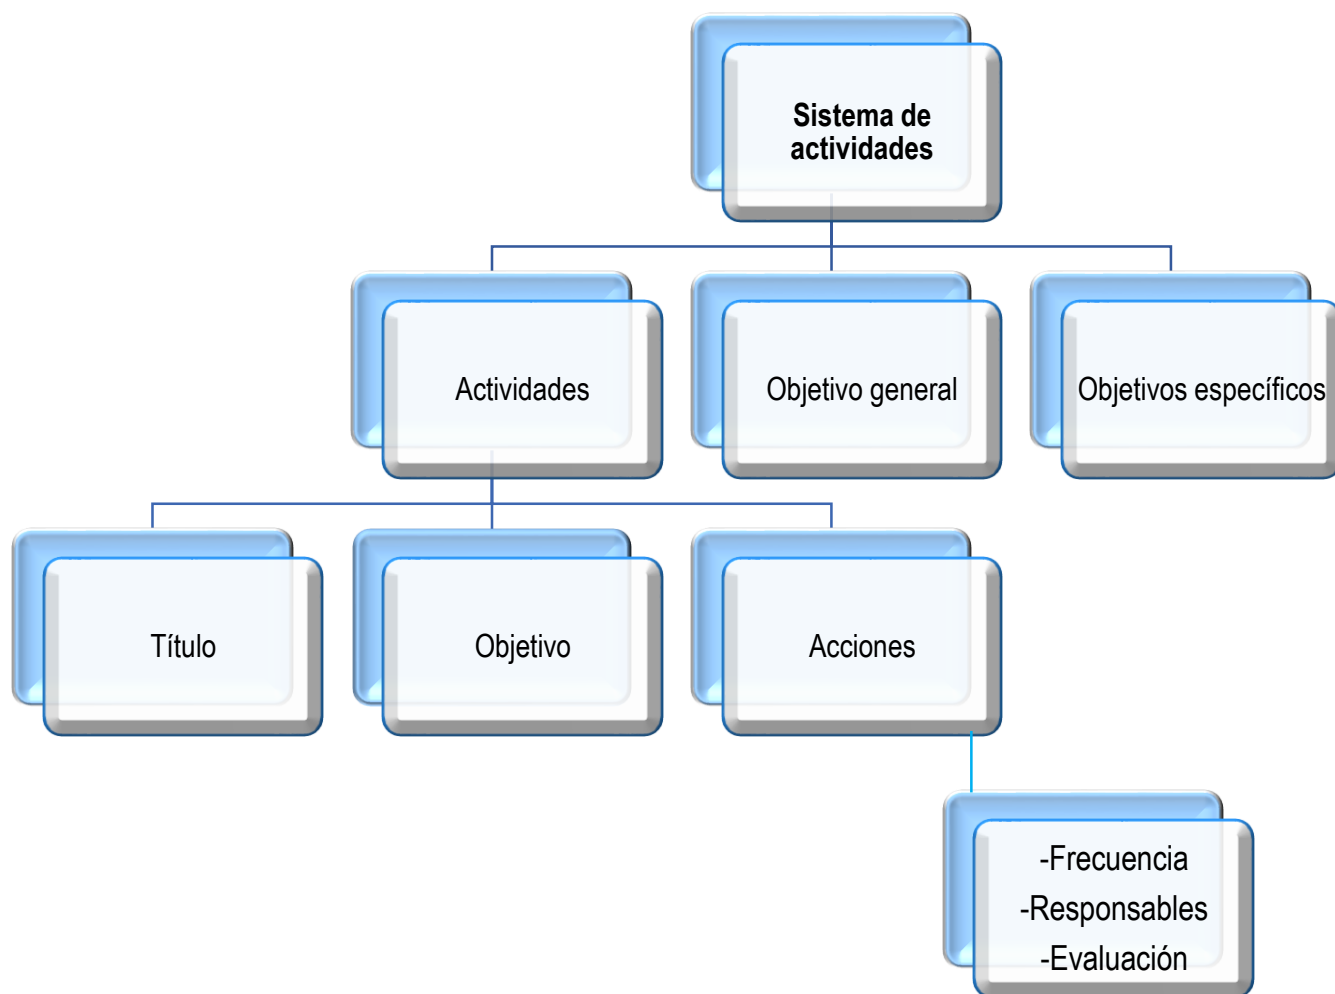 Sistema de
actividades
Actividades
Objetivo general
Objetivos específicos
Título
Objetivo
Acciones
-Frecuencia
-Responsables
-Evaluación